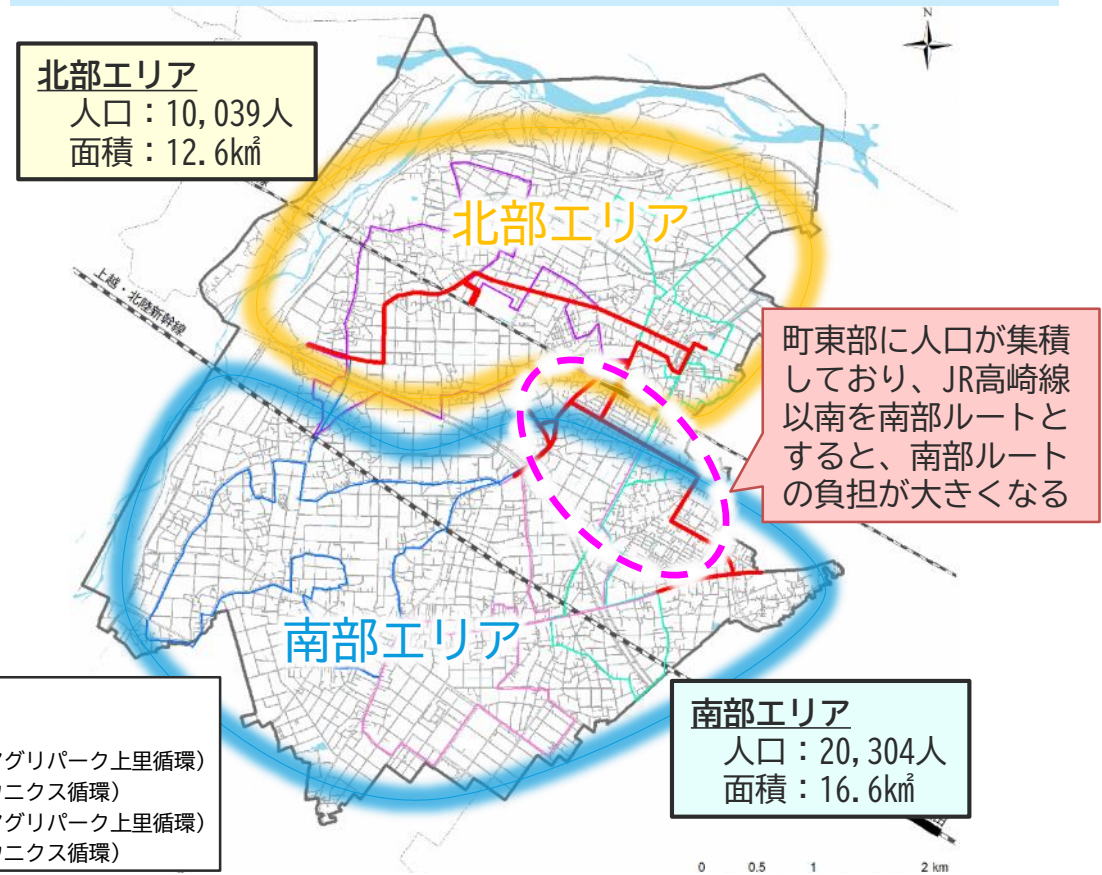 N
北部エリア
人口：10,039人
面積：12.6k㎡
北部エリア
上越・北陸新幹線
町東部に人口が集積
しており、JR高崎線
以南を南部ルートと
すると、南部ルート
の負担が大きくなる
南部エリア
南部エリア
人口：20,304人
面積：16.6k㎡
グリパーク上里循環）
ニクス循環）
グリパーク上里循環）
ニクス循環）
0 0.5 1 2 km